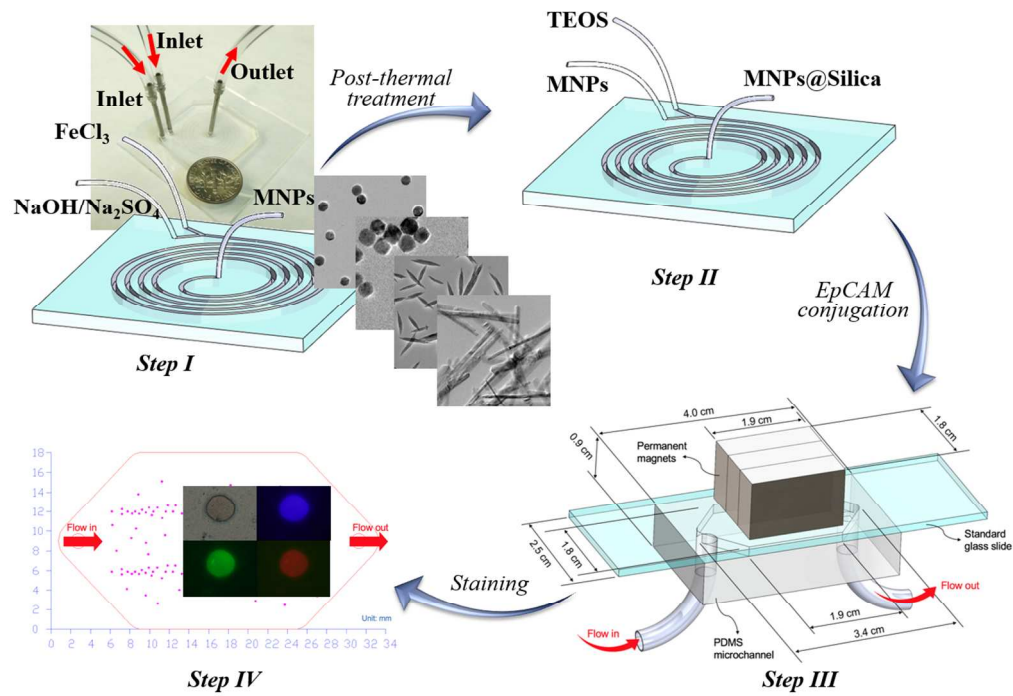 Inlet
Outlet
Inlet
FeCl3
NaOH/Na2SO4
MNPs
Step I
Post-thermal
treatment
TEOS
MNPs
MNPs@Silica
Step II
EpCAM
conjugation
4.0 cm
1.9 cm
1.8 cm
0.9 cm
Permanent
magnets
2.5 cm
1.8 cm
Standard
glass slide
Flow out
Flow in
1.9 cm
3.4 cm
PDMS
microchannel
Step III
Staining
18
15
12
10
8
6
4
2
0
Flow in
Flow out
Unit: mm
0 2 4 6 8 10 12 14 16 18 20 22 24 26 28 30 32 34
Step IV